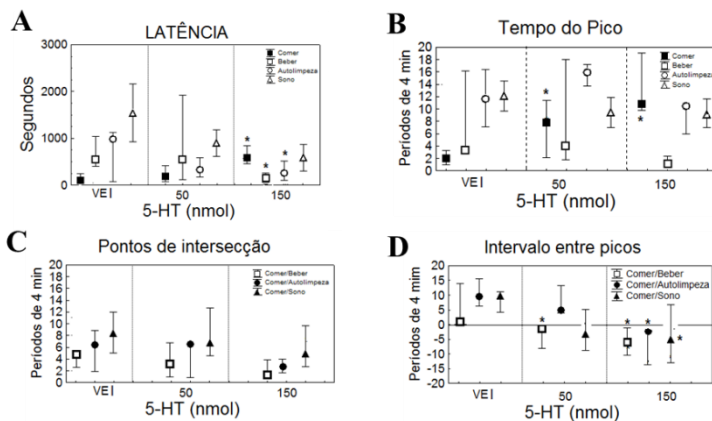 A
LATÊNCIA
Segundos
3000
2000
1000
0
Comer
Beber
Autolimpeza
Sono
* * *
VEI 50 150
5-HT (nmol)
B
Tempo do Pico
Períodos de 4 min
20
18
16
14
12
10
8
6
4
2
0
Comer
Beber
Autolimpeza
Sono
* *
VEI 50 150
5-HT (nmol)
C
Pontos de intersecção
Períodos de 4 min
20
18
16
14
12
10
8
6
4
2
0
Comer/Beber
Comer/Autolimpeza
Comer/Sono
VEI 50 150
5-HT (nmol)
D
Intervalo entre picos
Períodos de 4 min
20
15
10
5
0
-5
-10
-15
-20
Comer/Beber
Comer/Autolimpeza
Comer/Sono
* * * *
VEI 50 150
5-HT (nmol)